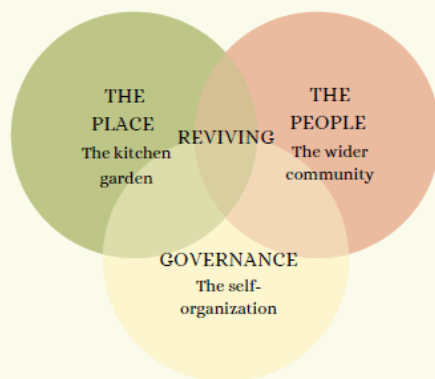 THE
PLACE
The kitchen
garden
REVIVING
THE
PEOPLE
The wider
community
GOVERNANCE
The self-
organization